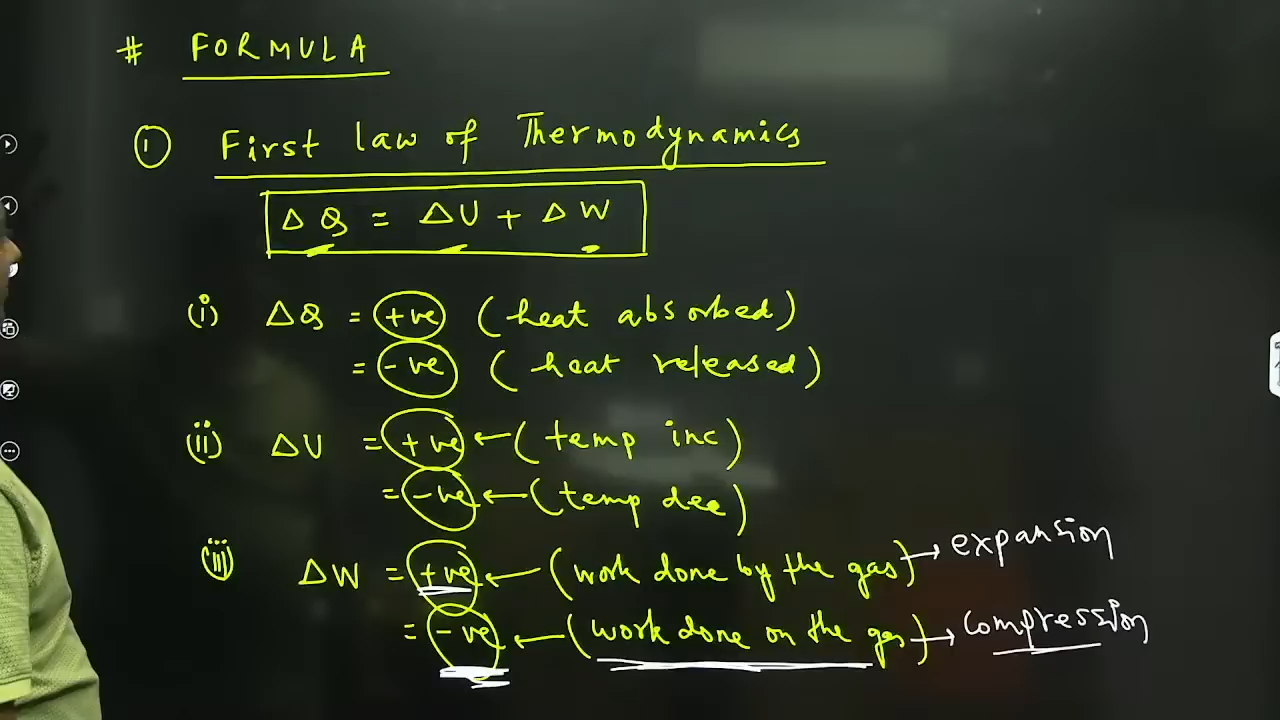 # FORMULA
① First law of Thermodynamics
ΔQ = ΔU + ΔW
(i) ΔQ = +ve (heat absorbed)
= -ve (heat released)
(ii) ΔU = +ve ← (temp inc)
= -ve ← (temp dec)
(iii) ΔW = +ve ← (work done by the gas) → expansion
= -ve ← (work done on the gas) → compression